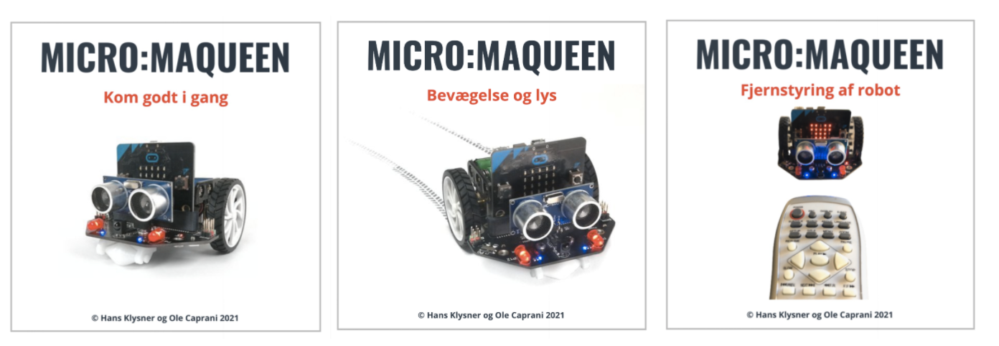 MICRO:MAQUEEN
Kom godt i gang
© Hans Klysner og Ole Caprani 2021
MICRO:MAQUEEN
Bevægelse og lys
© Hans Klysner og Ole Caprani 2021
MICRO:MAQUEEN
Fjernstyring af robot
© Hans Klysner og Ole Caprani 2021